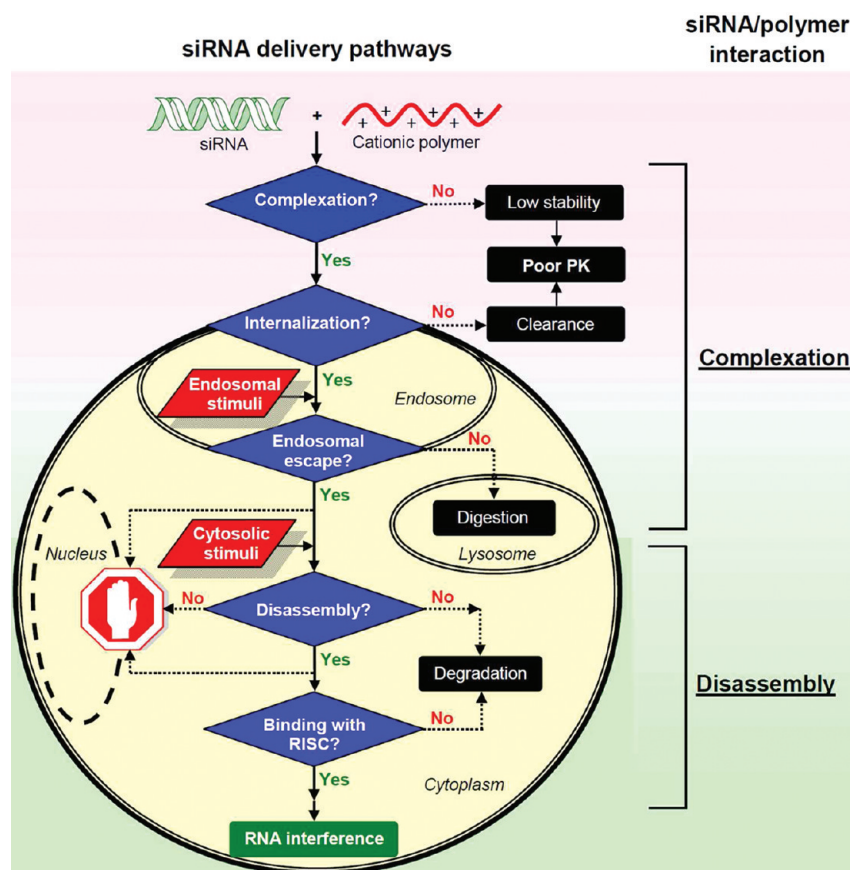 siRNA delivery pathways
siRNA/polymer
interaction
siRNA
+
+ + + + + + +
Cationic polymer
Complexation?
No
Low stability
Yes
Poor PK
Internalization?
No
Clearance
Complexation
Yes
Endosomal
stimuli
Endosome
Endosomal
escape?
No
Yes
Digestion
Lysosome
Cytosolic
stimuli
Nucleus
No
Disassembly?
No
Yes
Degradation
Disassembly
Binding with
RISC?
No
Yes
Cytoplasm
RNA interference